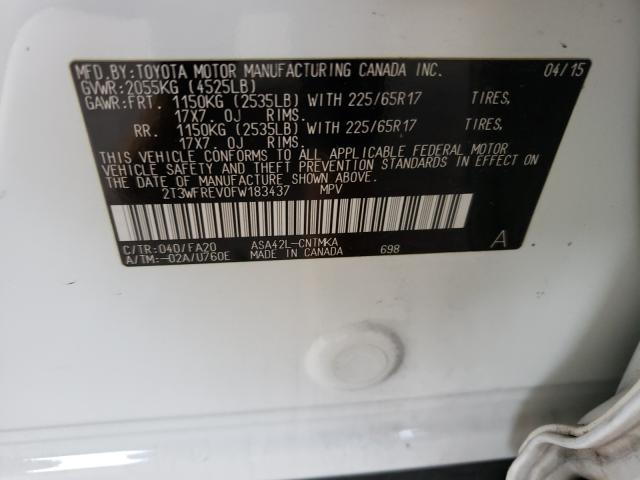 MFD.BY:TOYOTA MOTOR MANUFACTURING CANADA INC. 04/15
GVWR:2055KG (4525LB)
GAWR:FRT. 1150KG (2535LB) WITH 225/65R17 TIRES,
17X7.0J RIMS.
RR. 1150KG (2535LB) WITH 225/65R17 TIRES,
17X7.0J RIMS.
THIS VEHICLE CONFORMS TO ALL APPLICABLE FEDERAL MOTOR
VEHICLE SAFETY AND THEFT PREVENTION STANDARDS IN EFFECT ON
THE DATE OF MANUFACTURE SHOWN ABOVE.
2T3WFREV0FW183437 MPV
C/TR:040/FA20 ASA42L-CNTMKA 698 A
A/TM:-02A/U760E MADE IN CANADA